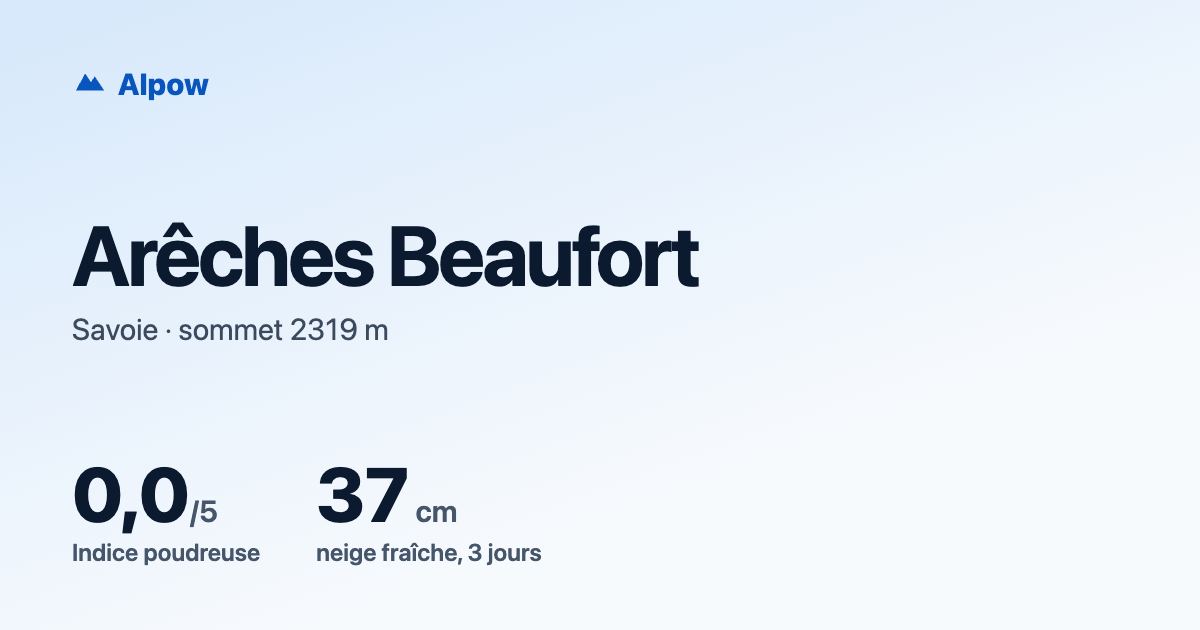 Alpow
Arêches Beaufort
Savoie · sommet 2319 m
0,0/5
Indice poudreuse
37 cm
neige fraîche, 3 jours